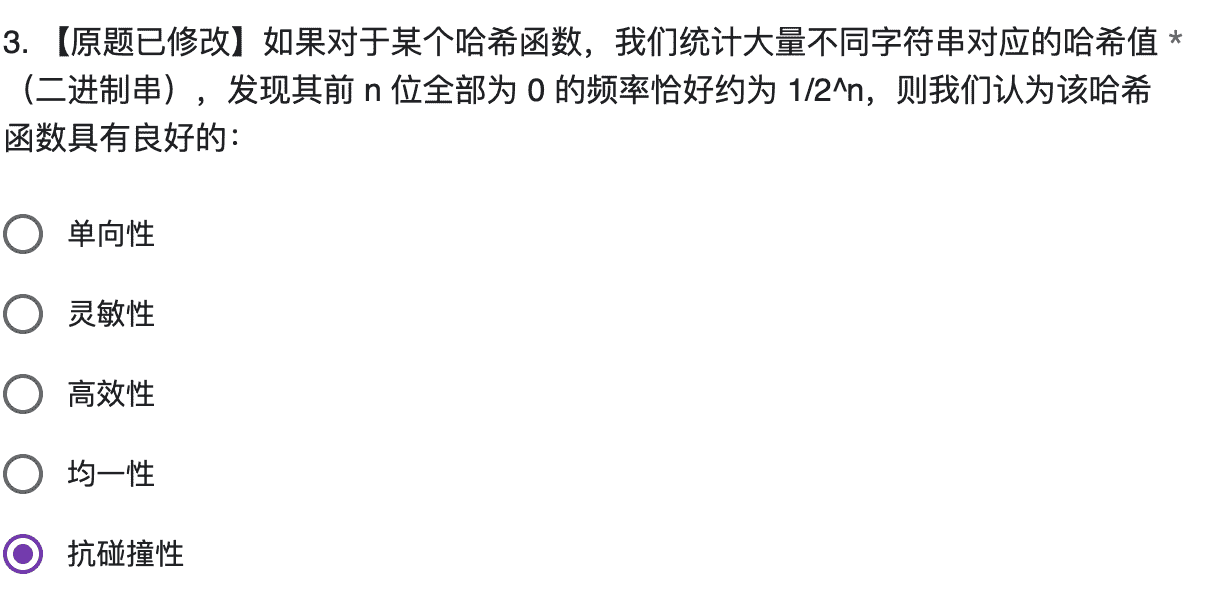 3. 【原题已修改】如果对于某个哈希函数，我们统计大量不同字符串对应的哈希值 *
（二进制串），发现其前 n 位全部为 0 的频率恰好约为 1/2^n，则我们认为该哈希
函数具有良好的：
单向性
灵敏性
高效性
均一性
抗碰撞性